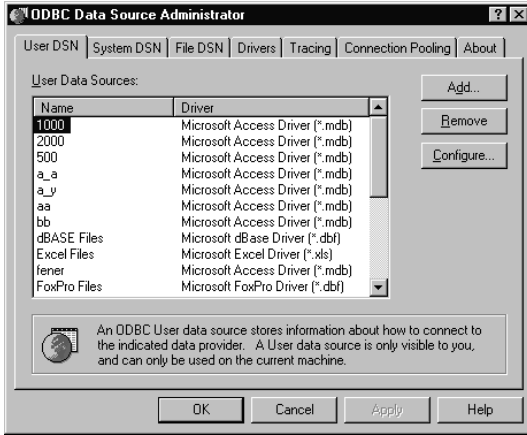 ODBC Data Source Administrator
User DSN System DSN File DSN Drivers Tracing Connection Pooling About
User Data Sources:
Name Driver
1000 Microsoft Access Driver (*.mdb)
2000 Microsoft Access Driver (*.mdb)
500 Microsoft Access Driver (*.mdb)
a_a Microsoft Access Driver (*.mdb)
a_y Microsoft Access Driver (*.mdb)
aa Microsoft Access Driver (*.mdb)
bb Microsoft Access Driver (*.mdb)
dBASE Files Microsoft dBase Driver (*.dbf)
Excel Files Microsoft Excel Driver (*.xls)
fener Microsoft Access Driver (*.mdb)
FoxPro Files Microsoft FoxPro Driver (*.dbf)
Add...
Remove
Configure...
An ODBC User data source stores information about how to connect to
the indicated data provider. A User data source is only visible to you,
and can only be used on the current machine.
OK Cancel Apply Help